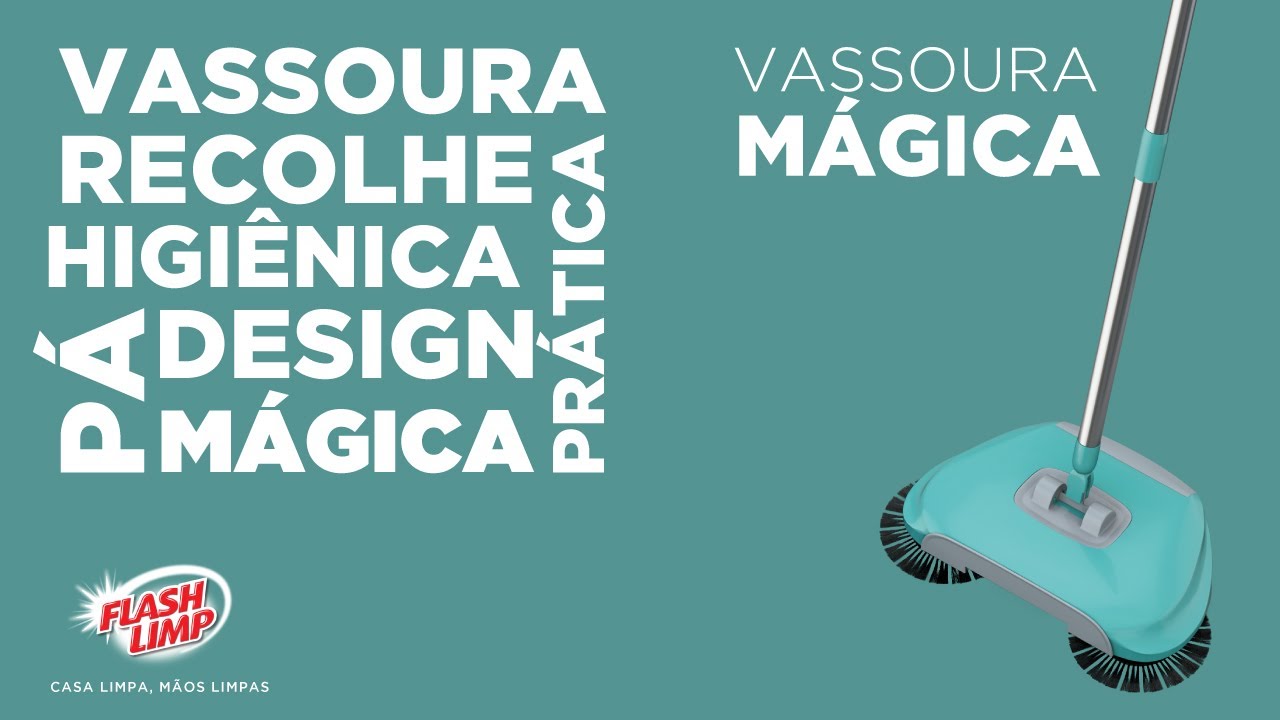 VASSOURA
RECOLHE
HIGIÊNICA
PRÁTICA
PÁ
DESIGN
MÁGICA
VASSOURA
MÁGICA
FLASH
LIMP
CASA LIMPA, MÃOS LIMPAS